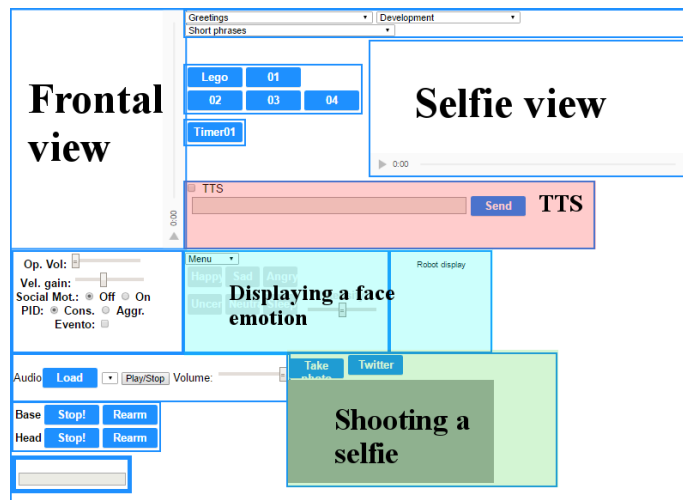 Greetings Development
Short phrases
Frontal
view
Lego 01
02 03 04
Timer01
Selfie view
0:00
0:00
TTS
Send TTS
Op. Vol:
Vel. gain:
Social Mot.: Off On
PID: Cons. Aggr.
Evento:
Menu
Happy Sad Angry
Displaying a face
emotion
Robot display
Audio Load Play/Stop Volume:
Take
photo
Twitter
Base Stop! Rearm
Head Stop! Rearm
Shooting a
selfie